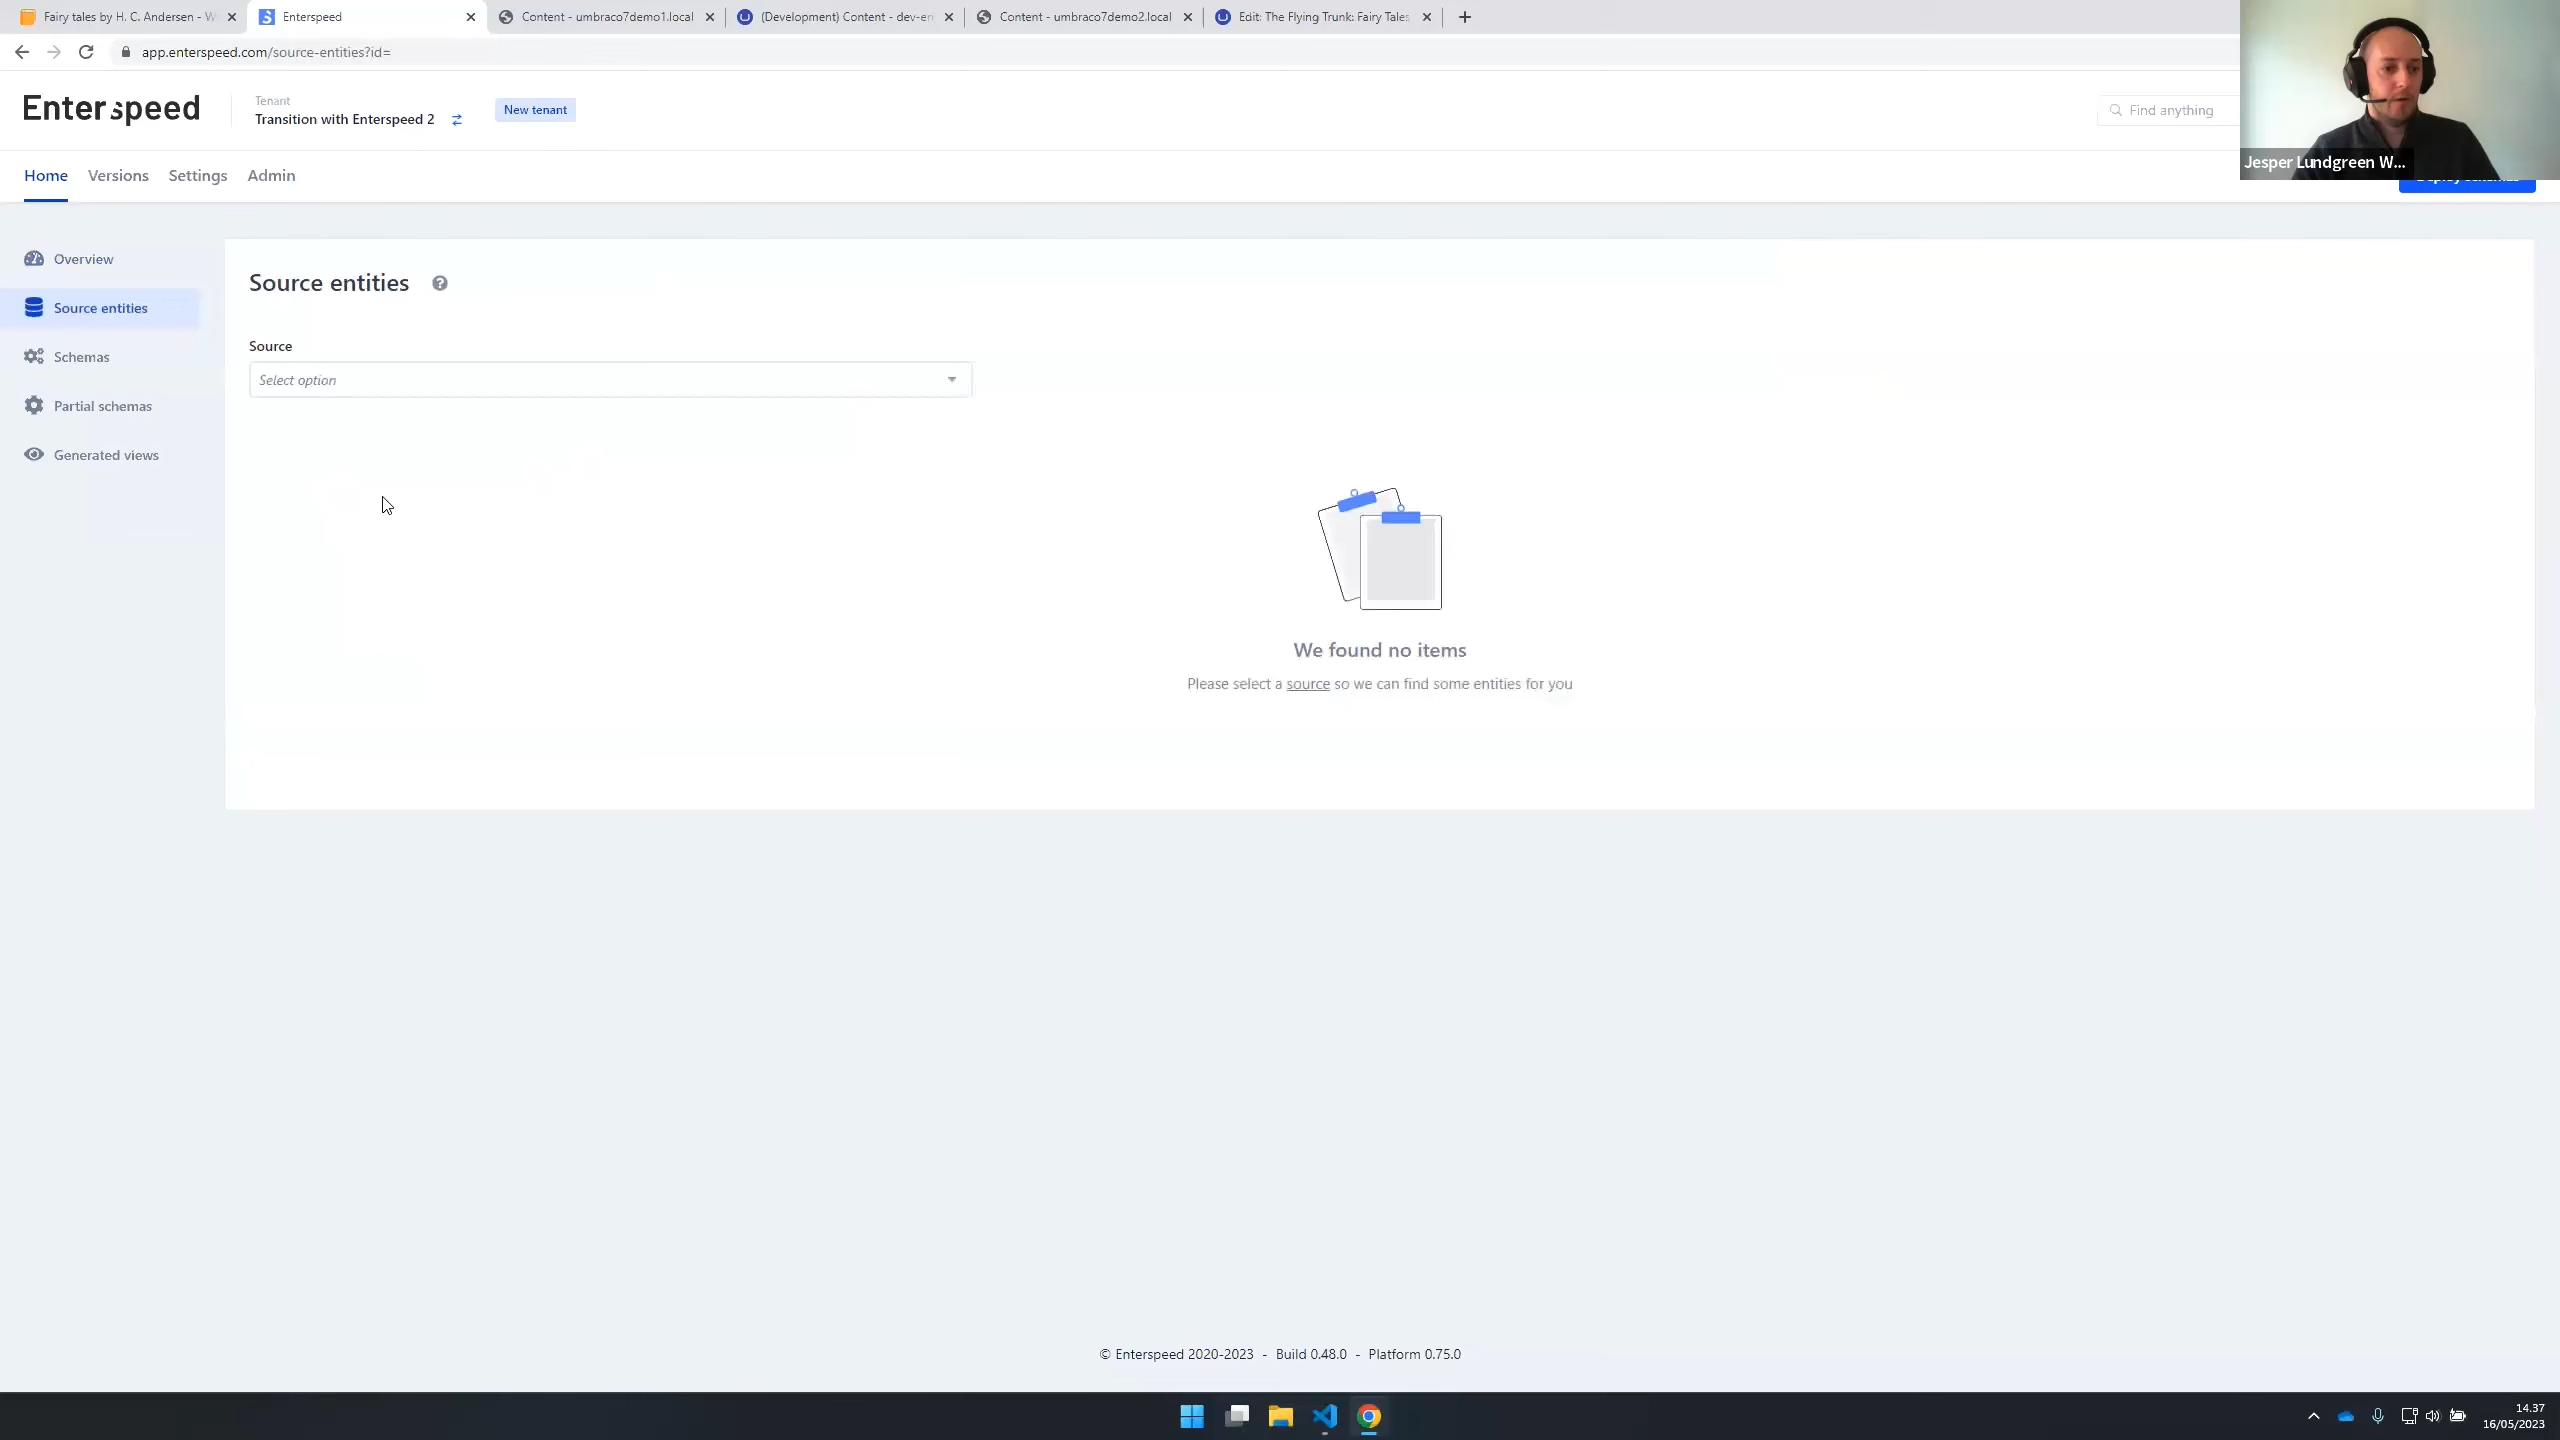 Fairy tales by H. C. Andersen - W
Enterspeed
Content - umbraco7demo1.local
(Development) Content - dev-en
Content - umbraco7demo2.local
Edit: The Flying Trunk: Fairy Tales
app.enterspeed.com/source-entities?id=
Enterspeed
Tenant
Transition with Enterspeed 2
New tenant
Find anything
Jesper Lundgreen W...
Home
Versions
Settings
Admin
Overview
Source entities
Schemas
Partial schemas
Generated views
Source entities
Source
Select option
We found no items
Please select a source so we can find some entities for you
© Enterspeed 2020-2023 - Build 0.48.0 - Platform 0.75.0
14.37
16/05/2023